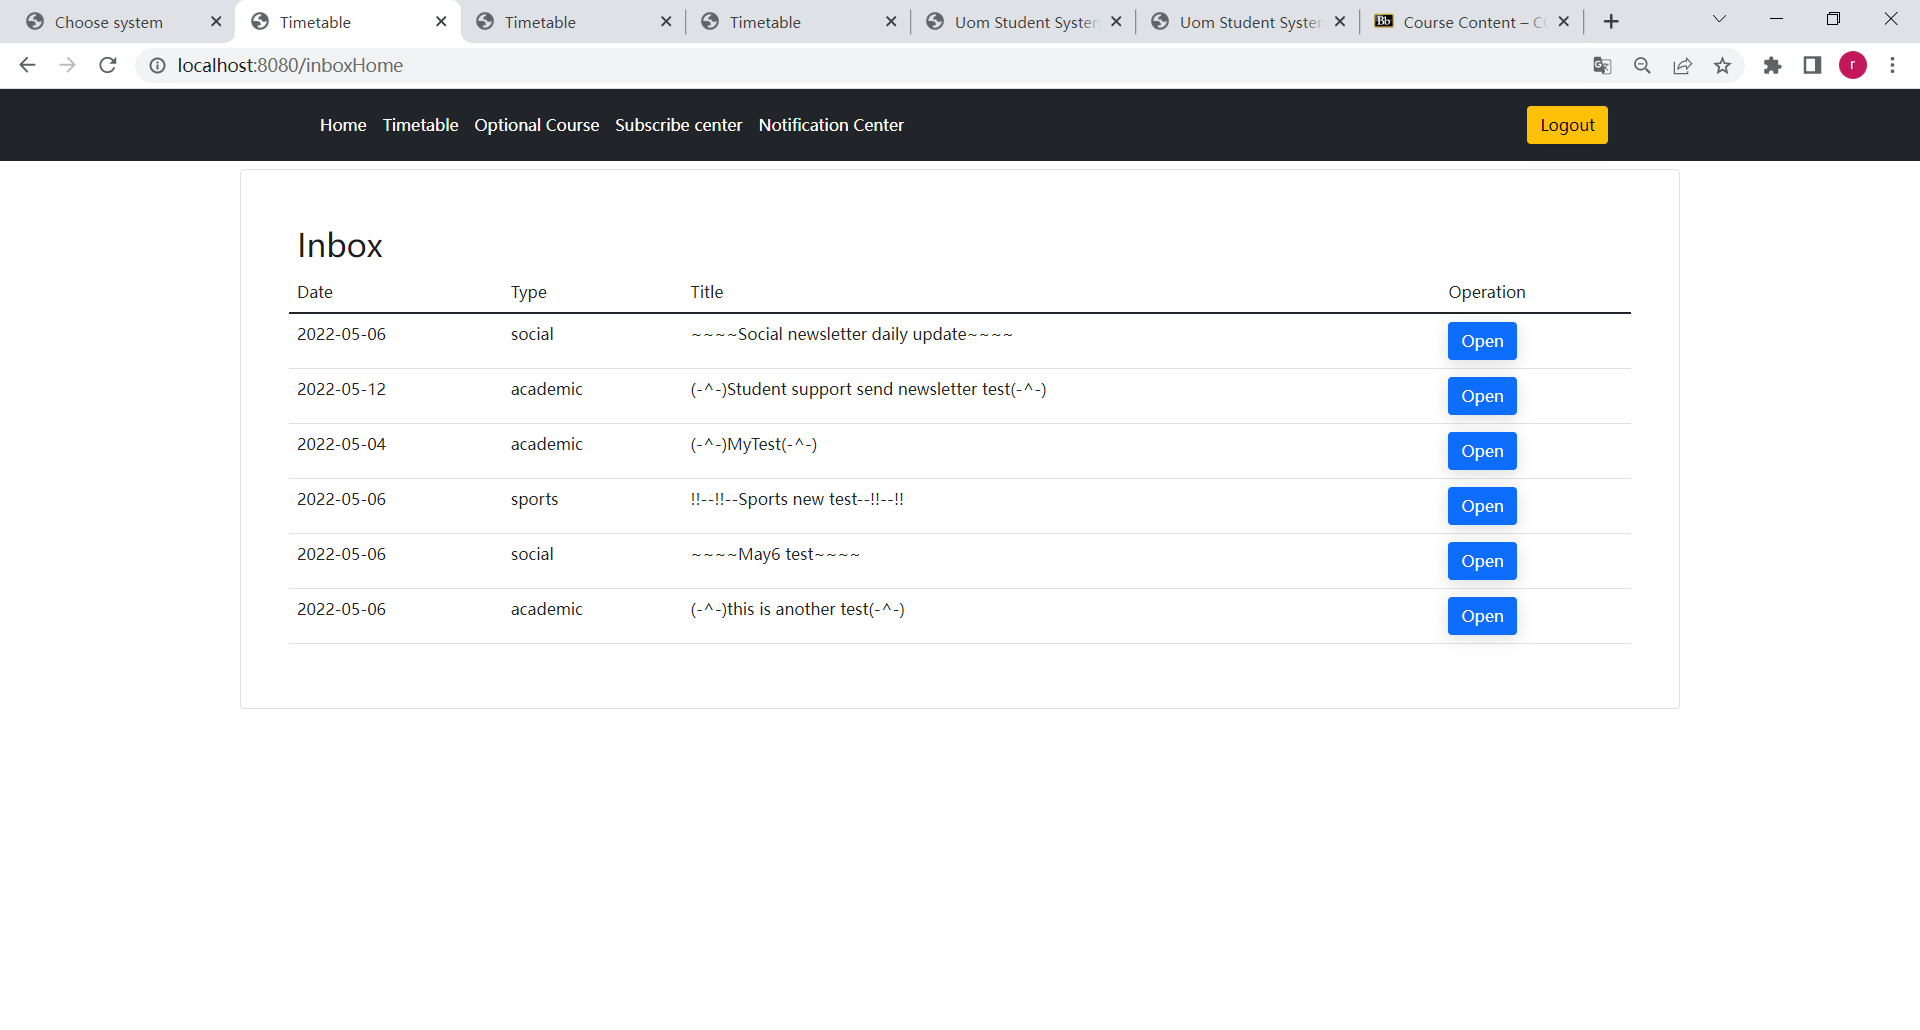 Choose system
Timetable
Timetable
Timetable
Uom Student System
Uom Student System
Bb
Course Content – CO
localhost:8080/inboxHome
r
Home Timetable Optional Course Subscribe center Notification Center
Logout
Inbox
Date Type Title Operation
2022-05-06 social ~~~~Social newsletter daily update~~~~ Open
2022-05-12 academic (-^-)Student support send newsletter test(-^-) Open
2022-05-04 academic (-^-)MyTest(-^-) Open
2022-05-06 sports !!--!!--Sports new test--!!--!! Open
2022-05-06 social ~~~~May6 test~~~~ Open
2022-05-06 academic (-^-)this is another test(-^-) Open